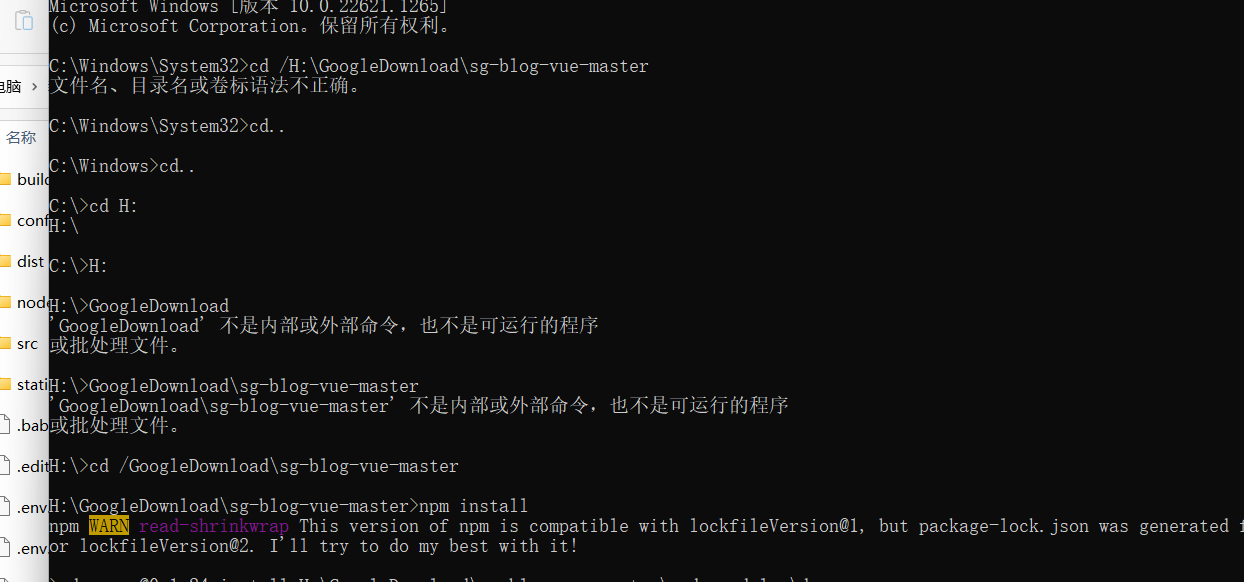 Microsoft Windows [版本 10.0.22621.1265]
(c) Microsoft Corporation。保留所有权利。
C:\Windows\System32>cd /H:\GoogleDownload\sg-blog-vue-master
电脑 >
文件名、目录名或卷标语法不正确。
C:\Windows\System32>cd..
名称
C:\Windows>cd..
build
C:\>cd H:
conf
H:\
dist
C:\>H:
node
H:\>GoogleDownload
'GoogleDownload' 不是内部或外部命令，也不是可运行的程序
src
或批处理文件。
stati
H:\>GoogleDownload\sg-blog-vue-master
'GoogleDownload\sg-blog-vue-master' 不是内部或外部命令，也不是可运行的程序
.bab
或批处理文件。
.edit
H:\>cd /GoogleDownload\sg-blog-vue-master
.env
H:\GoogleDownload\sg-blog-vue-master>npm install
npm WARN read-shrinkwrap This version of npm is compatible with lockfileVersion@1, but package-lock.json was generated f
.env
or lockfileVersion@2. I'll try to do my best with it!